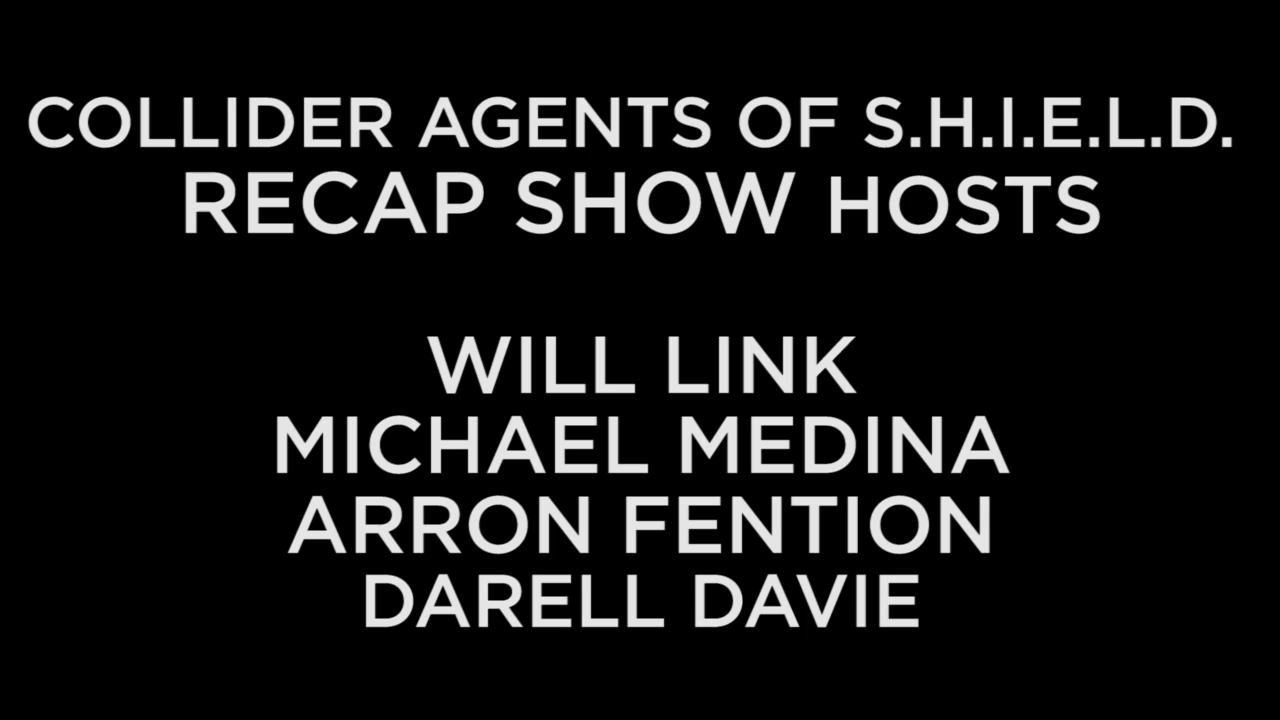 COLLIDER AGENTS OF S.H.I.E.L.D.
RECAP SHOW HOSTS
WILL LINK
MICHAEL MEDINA
ARRON FENTION
DARELL DAVIE